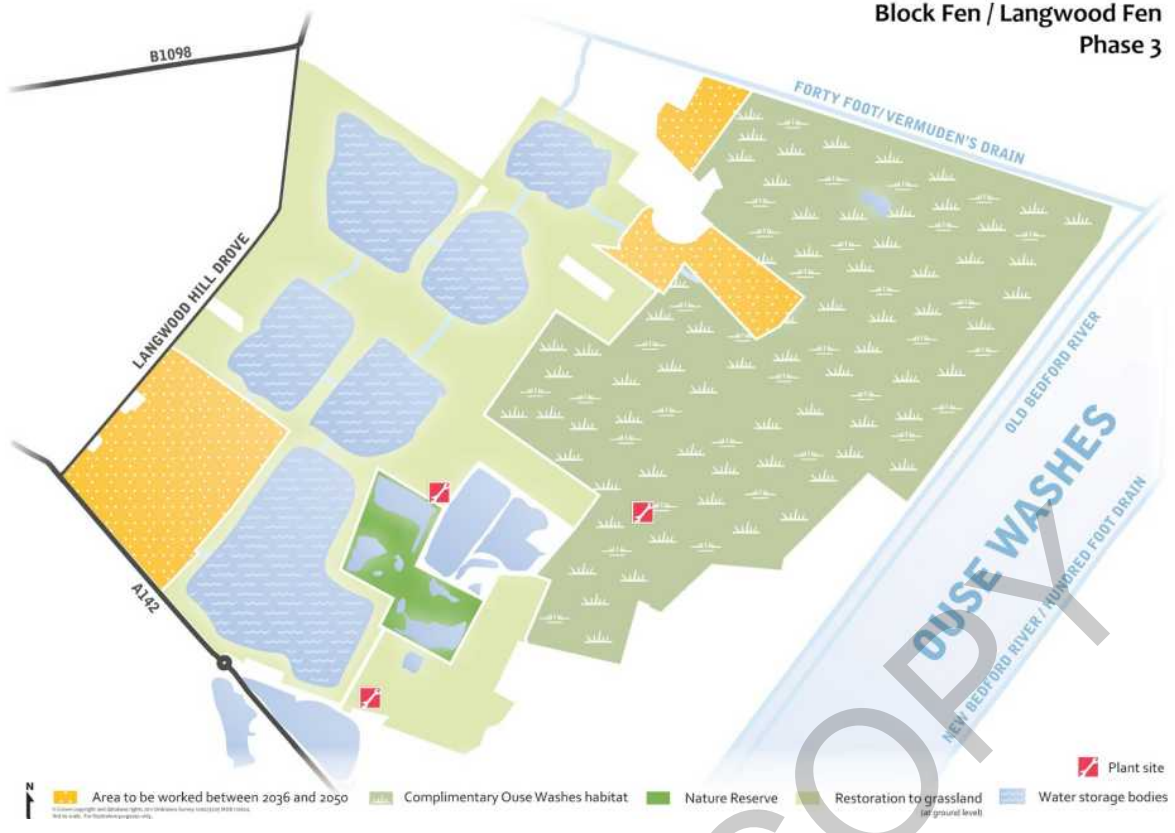 Block Fen / Langwood Fen
Phase 3
B1098
FORTY FOOT/VERMUDEN'S DRAIN
LANGWOOD HILL DROVE
OLD BEDFORD RIVER
OUSE WASHES
NEW BEDFORD RIVER / HUNDRED FOOT DRAIN
A142
COPY
Plant site
N
Area to be worked between 2036 and 2050
Complimentary Ouse Washes habitat
Nature Reserve
Restoration to grassland
(at ground level)
Water storage bodies